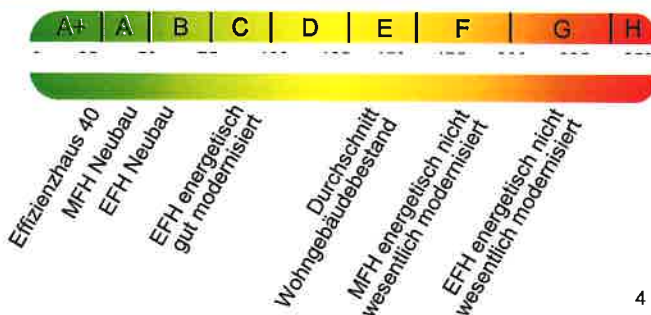 A+ A B C D E F G H
Effizienzhaus 40
MFH Neubau
EFH Neubau
EFH energetisch
gut modernisiert
Durchschnitt
Wohngebäudebestand
MFH energetisch nicht
wesentlich modernisiert
EFH energetisch nicht
wesentlich modernisiert
4